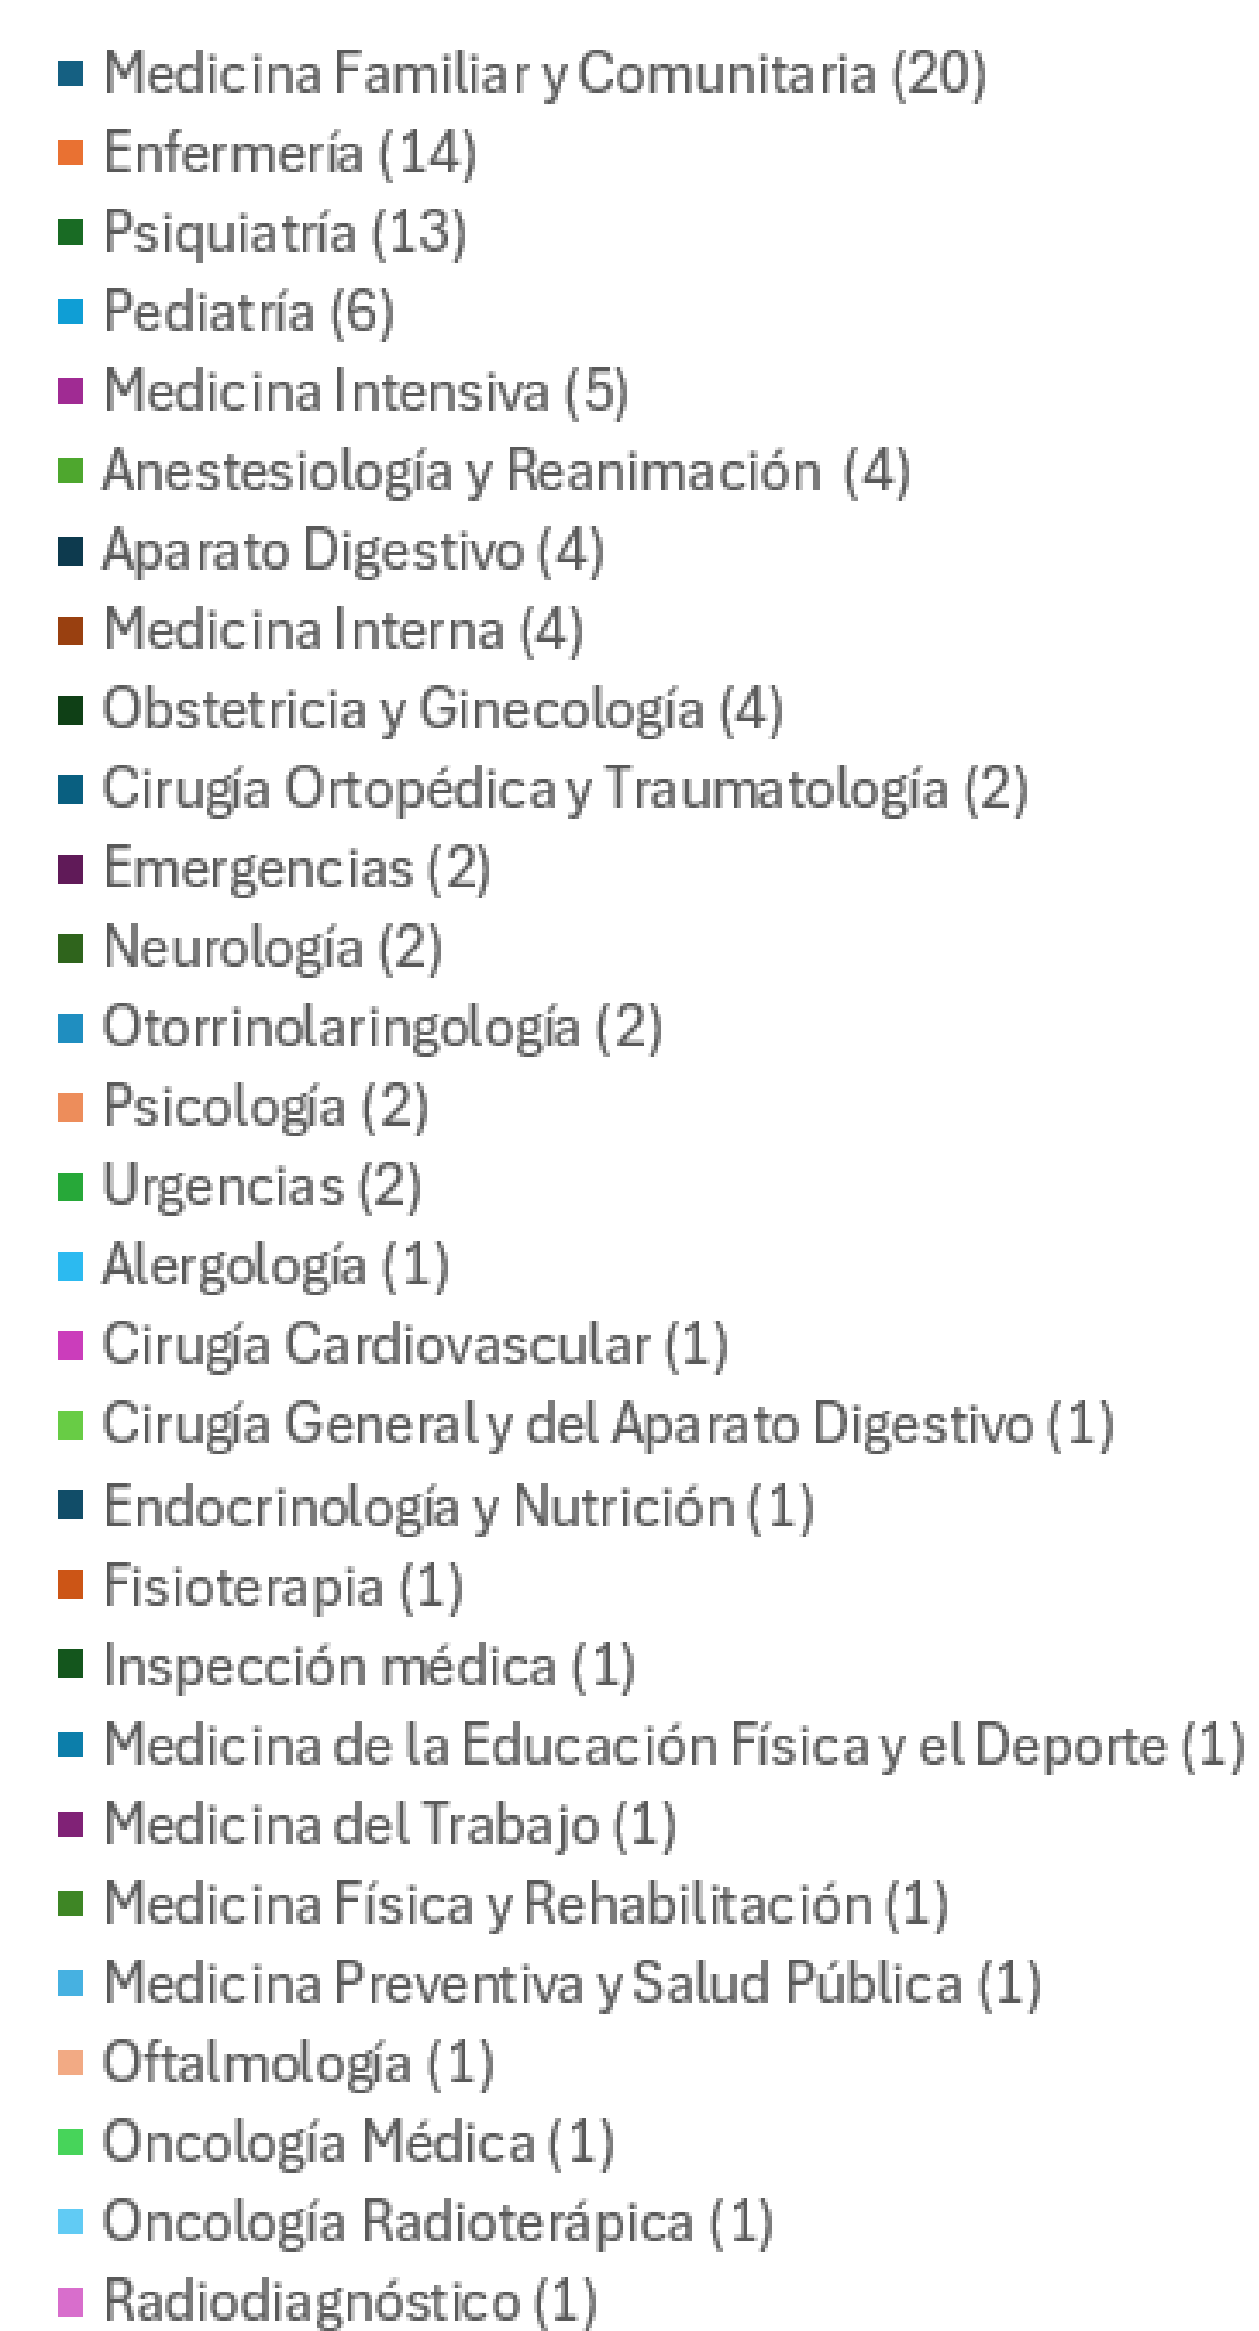 Medicina Familiar y Comunitaria (20)
Enfermería (14)
Psiquiatría (13)
Pediatría (6)
Medicina Intensiva (5)
Anestesiología y Reanimación (4)
Aparato Digestivo (4)
Medicina Interna (4)
Obstetricia y Ginecología (4)
Cirugía Ortopédica y Traumatología (2)
Emergencias (2)
Neurología (2)
Otorrinolaringología (2)
Psicología (2)
Urgencias (2)
Alergología (1)
Cirugía Cardiovascular (1)
Cirugía General y del Aparato Digestivo (1)
Endocrinología y Nutrición (1)
Fisioterapia (1)
Inspección médica (1)
Medicina de la Educación Física y el Deporte (1)
Medicina del Trabajo (1)
Medicina Física y Rehabilitación (1)
Medicina Preventiva y Salud Pública (1)
Oftalmología (1)
Oncología Médica (1)
Oncología Radioterápica (1)
Radiodiagnóstico (1)